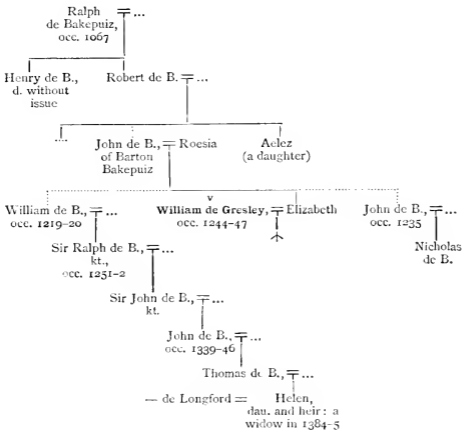 Ralph
de Bakepuiz,
occ. 1067
...
Henry de B.,
d. without
issue
Robert de B.
...
...
John de B.,
of Barton
Bakepuiz
Roesia
Aelez
(a daughter)
William de B.,
occ. 1219-20
...
v
William de Gresley,
occ. 1244-47
Elizabeth
John de B.,
occ. 1235
...
Sir Ralph de B.,
kt.,
occ. 1251-2
...
Nicholas
de B.
Sir John de B.,
kt.
...
John de B.,
occ. 1339-46
...
Thomas de B.,
...
— de Longford =
Helen,
dau. and heir: a
widow in 1384-5